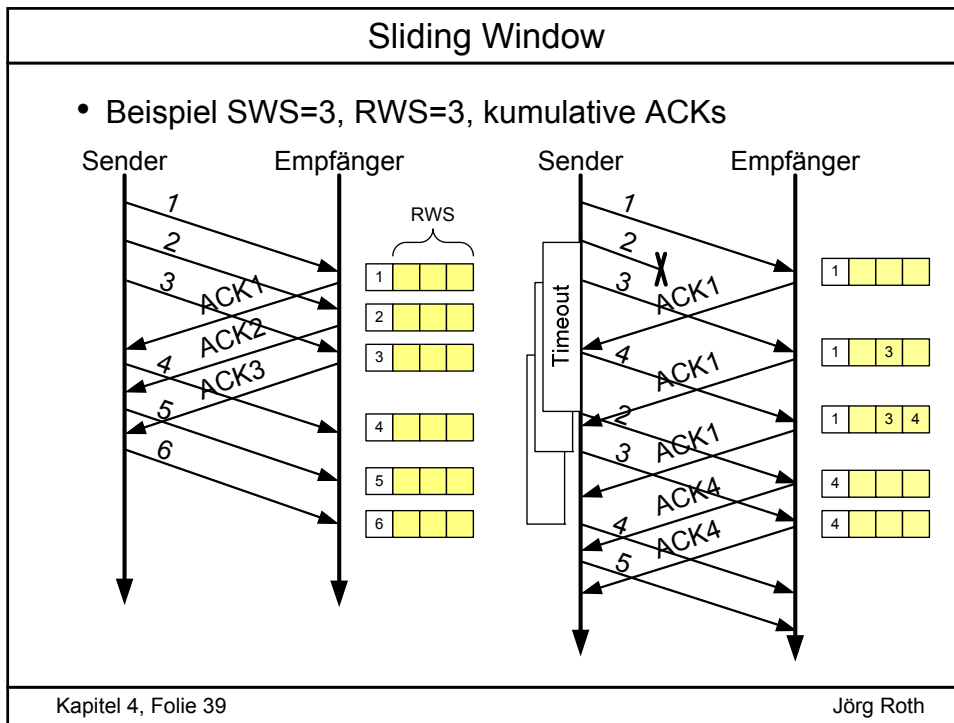 Sliding Window
• Beispiel SWS=3, RWS=3, kumulative ACKs
Sender
Empfänger
1
2
3
ACK1
ACK2
4
ACK3
5
6
RWS
1
2
3
4
5
6
Sender
Empfänger
1
2
X
3
ACK1
Timeout
4
ACK1
2
ACK1
3
ACK4
4
ACK4
5
1
1 3
1 3 4
4
4
Kapitel 4, Folie 39
Jörg Roth